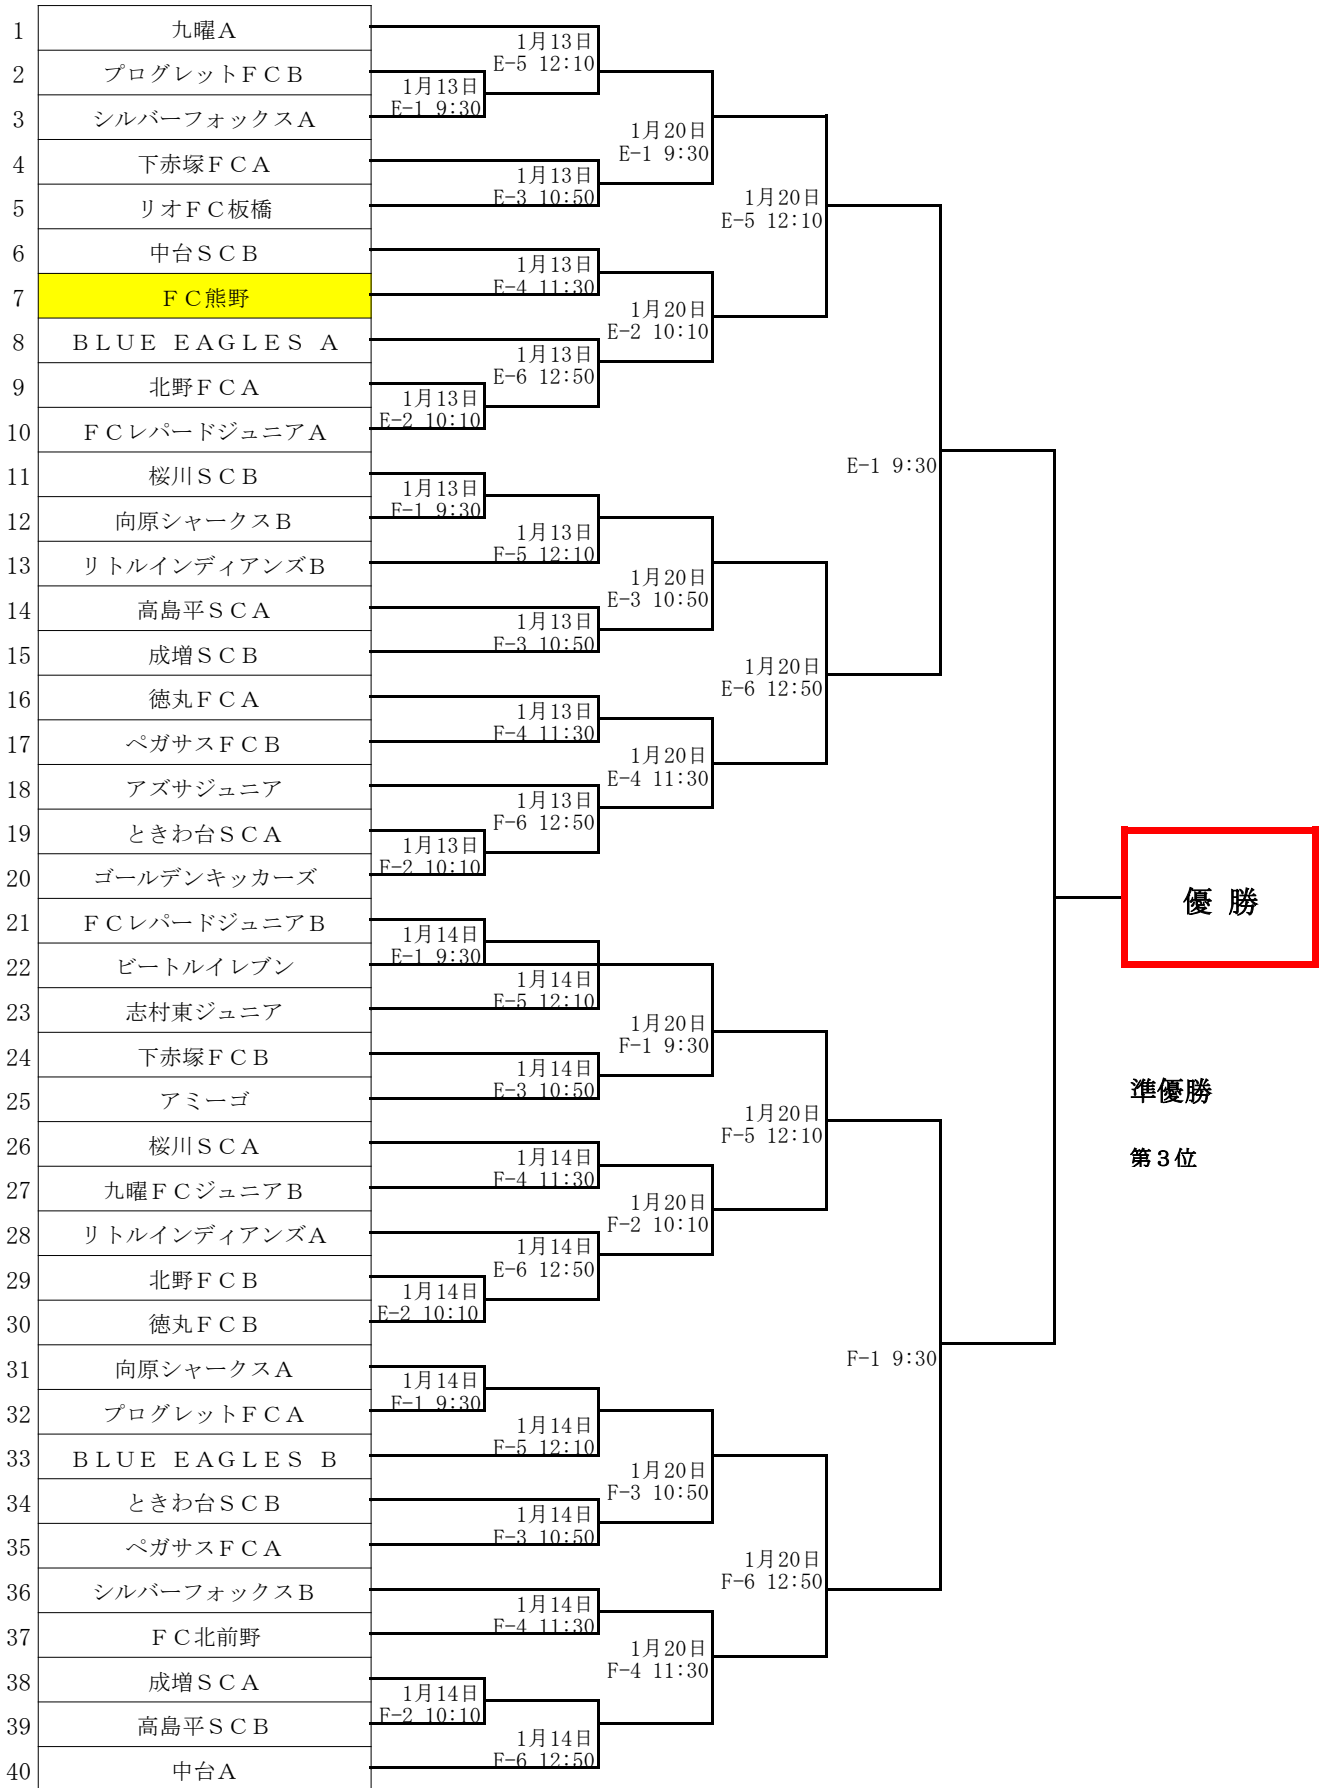 1 九曜Ａ
1月13日
E-5 12:10
2 プログレットＦＣＢ
1月13日
E-1 9:30
3 シルバーフォックスＡ
1月20日
E-1 9:30
4 下赤塚ＦＣＡ
1月13日
E-3 10:50
5 リオＦＣ板橋
1月20日
E-5 12:10
6 中台ＳＣＢ
1月13日
E-4 11:30
7 ＦＣ熊野
1月20日
E-2 10:10
8 ＢＬＵＥ ＥＡＧＬＥＳ Ａ
1月13日
E-6 12:50
9 北野ＦＣＡ
1月13日
E-2 10:10
10 ＦＣレパードジュニアＡ
E-1 9:30
11 桜川ＳＣＢ
1月13日
F-1 9:30
12 向原シャークスＢ
1月13日
F-5 12:10
13 リトルインディアンズＢ
1月20日
E-3 10:50
14 高島平ＳＣＡ
1月13日
F-3 10:50
15 成増ＳＣＢ
1月20日
E-6 12:50
16 徳丸ＦＣＡ
1月13日
F-4 11:30
17 ペガサスＦＣＢ
1月20日
E-4 11:30
18 アズサジュニア
1月13日
F-6 12:50
19 ときわ台ＳＣＡ
1月13日
F-2 10:10
20 ゴールデンキッカーズ
優 勝
21 ＦＣレパードジュニアＢ
1月14日
E-1 9:30
22 ビートルイレブン
1月14日
E-5 12:10
23 志村東ジュニア
1月20日
F-1 9:30
24 下赤塚ＦＣＢ
1月14日
E-3 10:50
25 アミーゴ
1月20日
F-5 12:10
準優勝
26 桜川ＳＣＡ
1月14日
F-4 11:30
第３位
27 九曜ＦＣジュニアＢ
1月20日
F-2 10:10
28 リトルインディアンズＡ
1月14日
E-6 12:50
29 北野ＦＣＢ
1月14日
E-2 10:10
30 徳丸ＦＣＢ
F-1 9:30
31 向原シャークスＡ
1月14日
F-1 9:30
32 プログレットＦＣＡ
1月14日
F-5 12:10
33 ＢＬＵＥ ＥＡＧＬＥＳ Ｂ
1月20日
F-3 10:50
34 ときわ台ＳＣＢ
1月14日
F-3 10:50
35 ペガサスＦＣＡ
1月20日
F-6 12:50
36 シルバーフォックスＢ
1月14日
F-4 11:30
37 ＦＣ北前野
1月20日
F-4 11:30
38 成増ＳＣＡ
1月14日
F-2 10:10
39 高島平ＳＣＢ
1月14日
F-6 12:50
40 中台Ａ